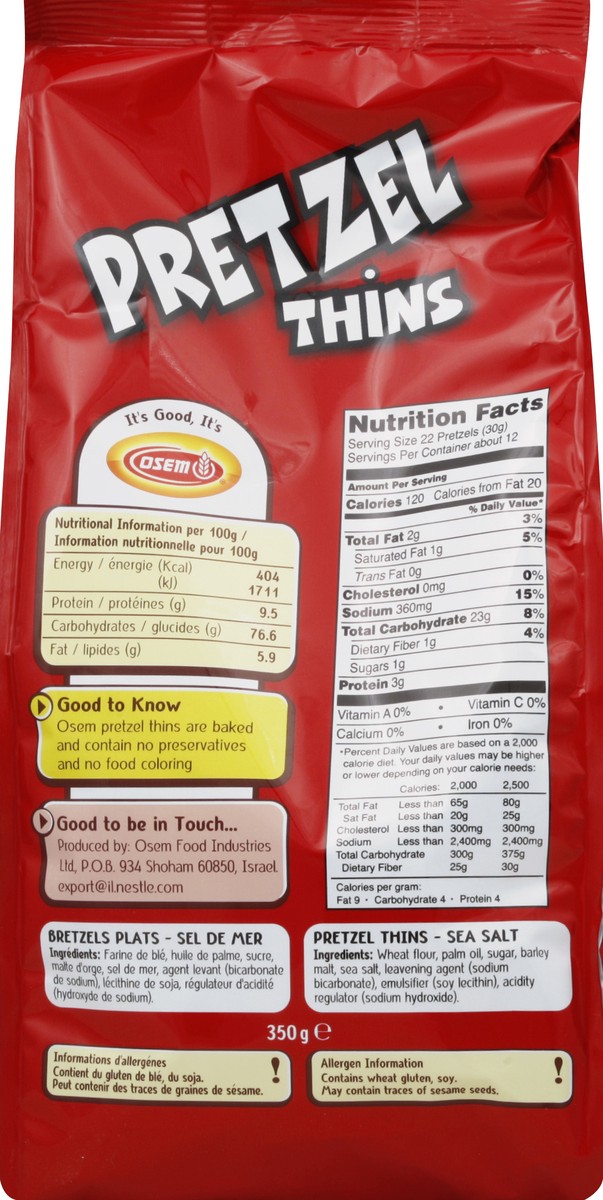 PRETZEL
THINS
It's Good, It's
OSEM
Nutritional Information per 100g /
Information nutritionnelle pour 100g
Energy / énergie (Kcal) 404
(kJ) 1711
Protein / protéines (g) 9.5
Carbohydrates / glucides (g) 76.6
Fat / lipides (g) 5.9
Good to Know
Osem pretzel thins are baked
and contain no preservatives
and no food coloring
Good to be in Touch...
Produced by: Osem Food Industries
Ltd, P.O.B. 934 Shoham 60850, Israel.
export@il.nestle.com
Nutrition Facts
Serving Size 22 Pretzels (30g)
Servings Per Container about 12
Amount Per Serving
Calories 120 Calories from Fat 20
% Daily Value*
Total Fat 2g 3%
Saturated Fat 1g 5%
Trans Fat 0g
Cholesterol 0mg 0%
Sodium 360mg 15%
Total Carbohydrate 23g 8%
Dietary Fiber 1g 4%
Sugars 1g
Protein 3g
Vitamin A 0% • Vitamin C 0%
Calcium 0% • Iron 0%
*Percent Daily Values are based on a 2,000
calorie diet. Your daily values may be higher
or lower depending on your calorie needs:
Calories: 2,000 2,500
Total Fat Less than 65g 80g
Sat Fat Less than 20g 25g
Cholesterol Less than 300mg 300mg
Sodium Less than 2,400mg 2,400mg
Total Carbohydrate 300g 375g
Dietary Fiber 25g 30g
Calories per gram:
Fat 9 • Carbohydrate 4 • Protein 4
BRETZELS PLATS - SEL DE MER
Ingrédients: Farine de blé, huile de palme, sucre,
malte d'orge, sel de mer, agent levant (bicarbonate
de sodium), lécithine de soja, régulateur d'acidité
(hydroxyde de sodium).
PRETZEL THINS - SEA SALT
Ingredients: Wheat flour, palm oil, sugar, barley
malt, sea salt, leavening agent (sodium
bicarbonate), emulsifier (soy lecithin), acidity
regulator (sodium hydroxide).
350 g e
Informations d'allergénes
Contient du gluten de blé, du soja.
Peut contenir des traces de graines de sésame.
!
Allergen Information
Contains wheat gluten, soy.
May contain traces of sesame seeds.
!